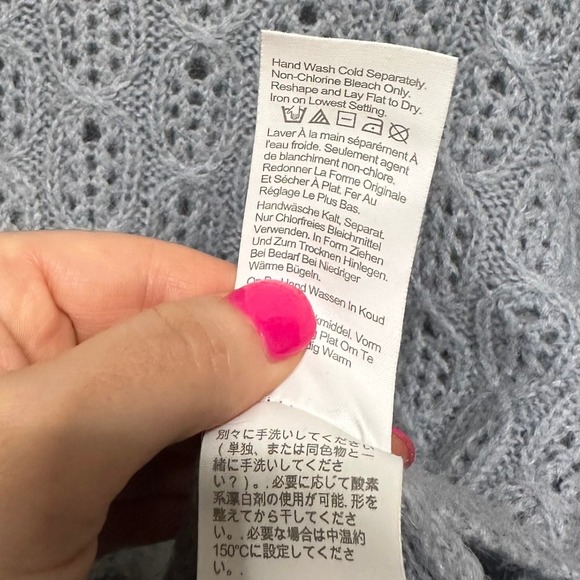 Hand Wash Cold Separately.
Non-Chlorine Bleach Only.
Reshape and Lay Flat to Dry.
Iron on Lowest Setting.
Laver À la main séparément À
l'eau froide. Seulement agent
de blanchiment non-chlore.
Redonner La Forme Originale
Et Sécher À Plat. Fer Au
Réglage Le Plus Bas.
Handwäsche Kalt, Separat.
Nur Chlorfreies Bleichmittel
Verwenden. In Form Ziehen
Und Zum Trocknen Hinlegen.
Bei Bedarf Bei Niedriger
Wärme Bügeln.
Wassen In Koud
Vorm
Plat Om Te
Warm
別々に手洗いしてください
(単独、または同色物と一
緒に手洗いしてくださ
い?)。.必要に応じて酸素
系漂白剤の使用が可能.形を
整えてから干してくださ
い。.必要な場合は中温約
150℃に設定してくださ
い。.